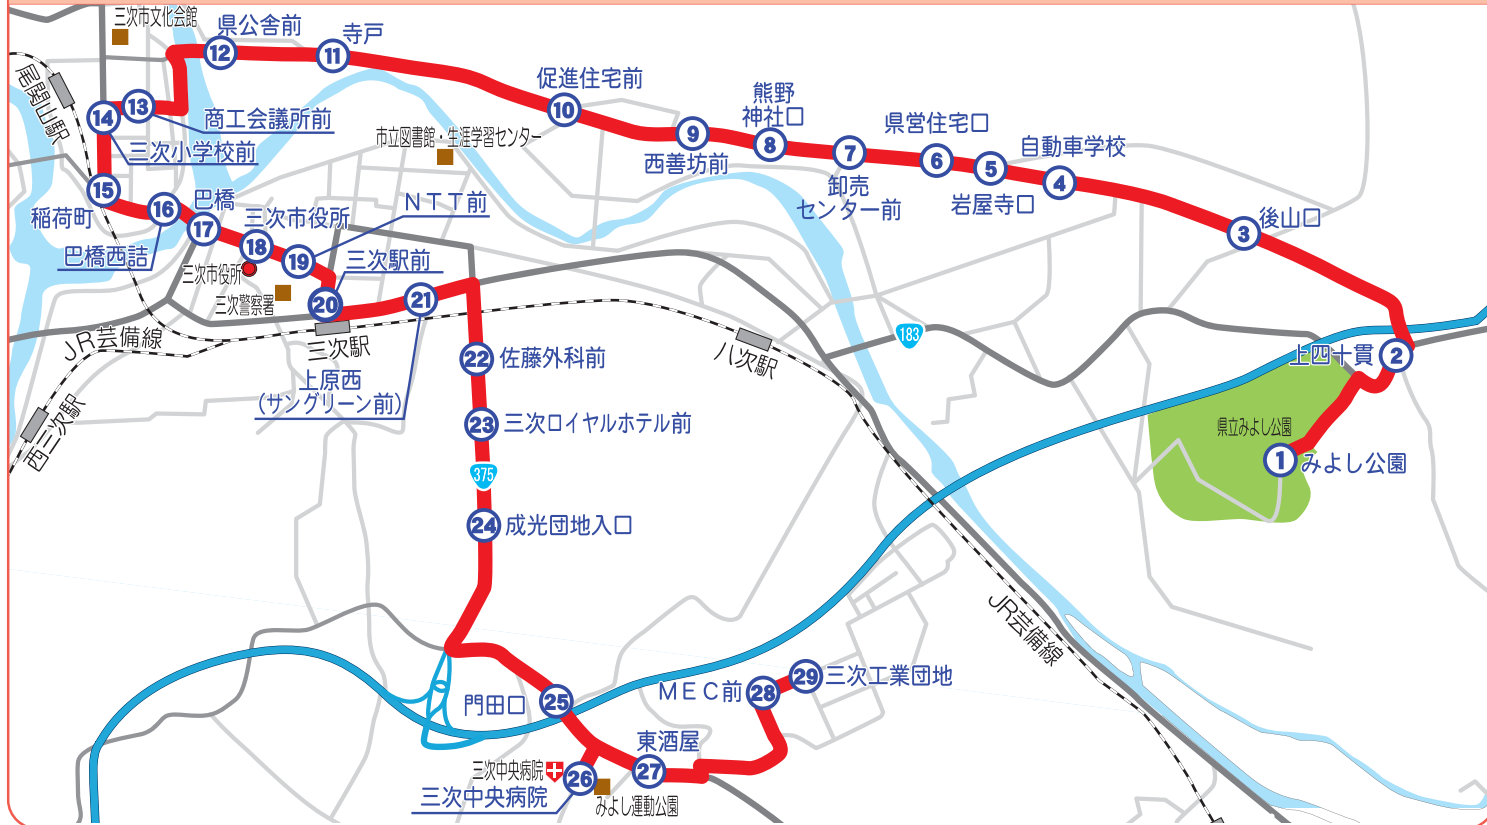 三次市文化会館
県公舎前
寺戸
12
11
尾関山駅
促進住宅前
10
13
14
商工会議所前
三次小学校前
市立図書館・生涯学習センター
熊野
神社口
9
8
西善坊前
県営住宅口
7
6
5
自動車学校
4
卸売
センター前
岩屋寺口
後山口
3
15
稲荷町
16
巴橋
17
巴橋西詰
三次市役所
18
NTT前
19
三次市役所
三次駅前
三次警察署
20
21
JR芸備線
三次駅
八次駅
183
上四十貫
2
上原西
(サングリーン前)
22
佐藤外科前
西三次駅
23
三次ロイヤルホテル前
県立みよし公園
1
みよし公園
375
24
成光団地入口
JR芸備線
門田口
25
MEC前
28
29
三次工業団地
東酒屋
27
三次中央病院
26
三次中央病院
みよし運動公園